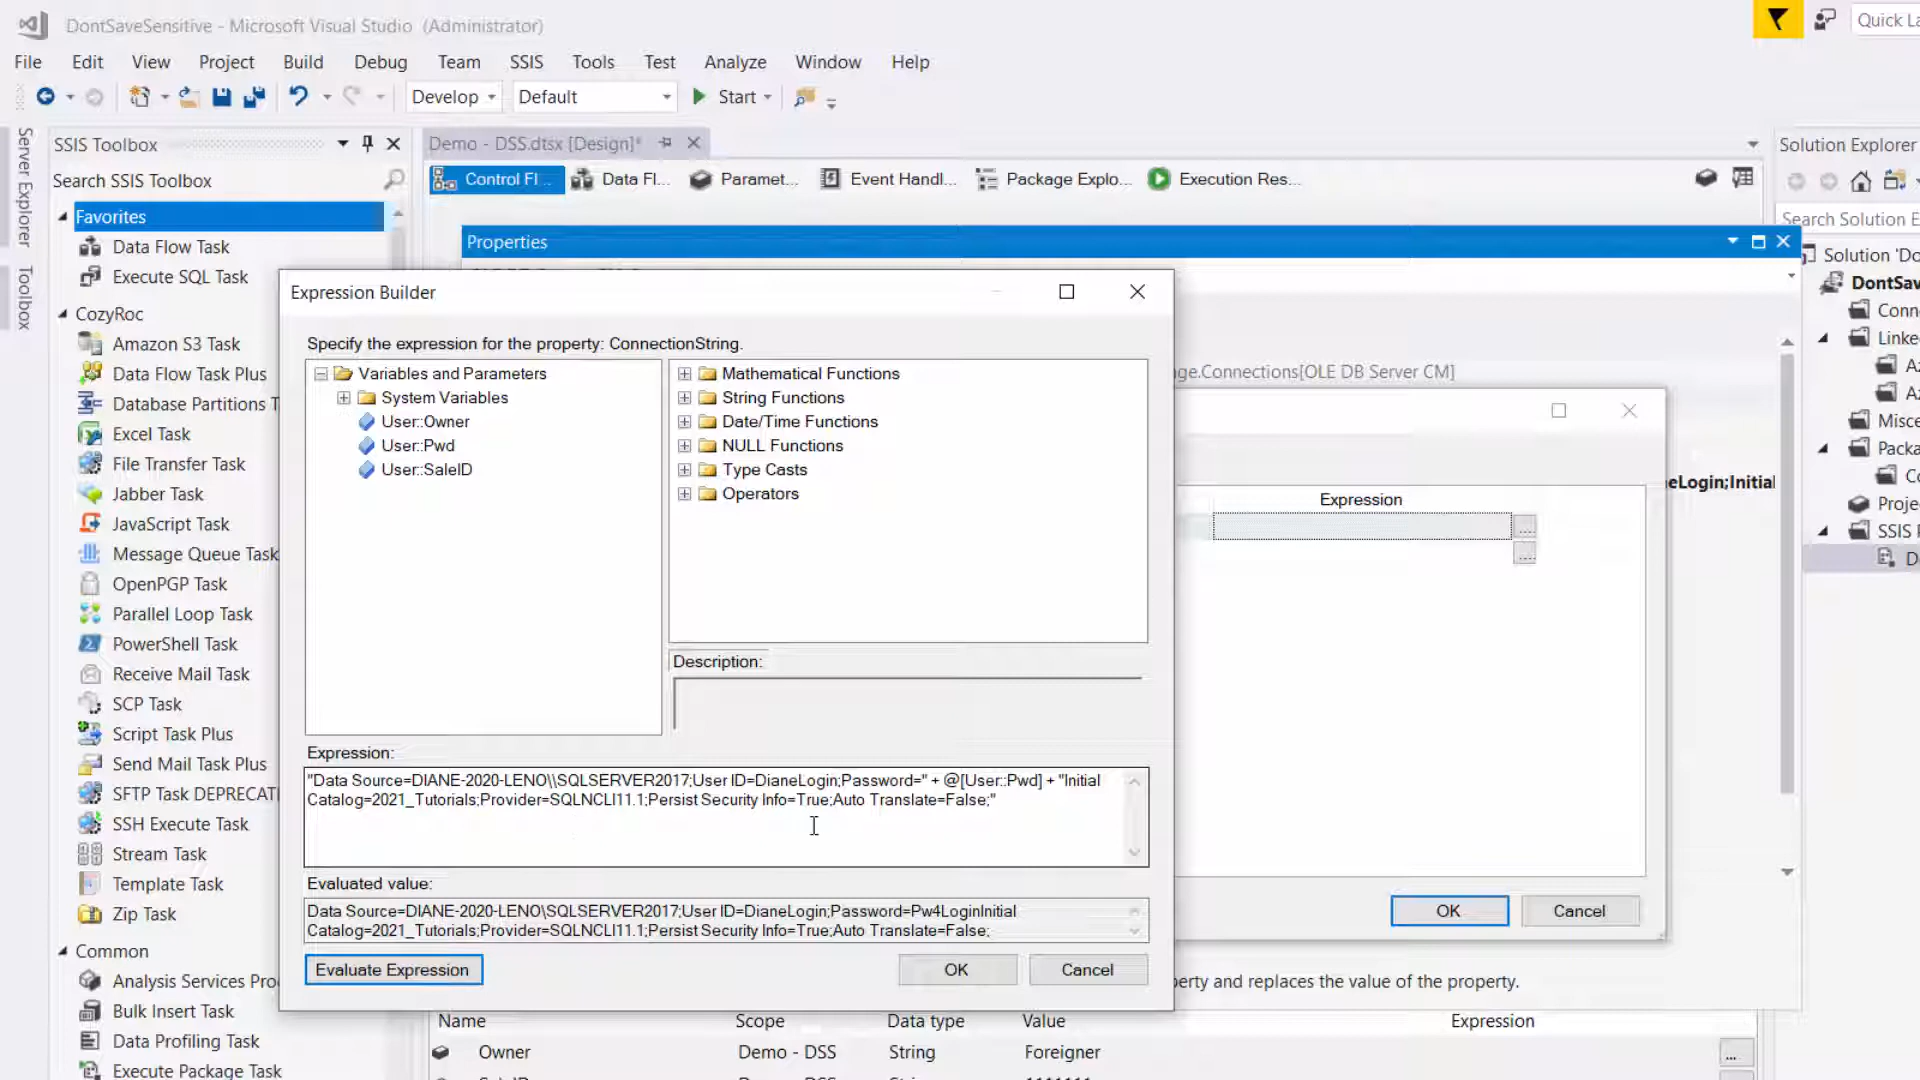 DontSaveSensitive - Microsoft Visual Studio (Administrator)
Quick La
File Edit View Project Build Debug Team SSIS Tools Test Analyze Window Help
Develop Default Start
Server Explorer
Toolbox
SSIS Toolbox
Search SSIS Toolbox
Favorites
Data Flow Task
Execute SQL Task
CozyRoc
Amazon S3 Task
Data Flow Task Plus
Database Partitions T
Excel Task
File Transfer Task
Jabber Task
JavaScript Task
Message Queue Task
OpenPGP Task
Parallel Loop Task
PowerShell Task
Receive Mail Task
SCP Task
Script Task Plus
Send Mail Task Plus
SFTP Task DEPRECATI
SSH Execute Task
Stream Task
Template Task
Zip Task
Common
Analysis Services Pro
Bulk Insert Task
Data Profiling Task
Execute Package Task
Demo - DSS.dtsx [Design]*
Control Fl... Data Fl... Paramet... Event Handl... Package Explo... Execution Res...
Properties
ge.Connections[OLE DB Server CM]
eLogin;Initial
Expression
...
...
OK Cancel
erty and replaces the value of the property.
Expression Builder
Specify the expression for the property: ConnectionString.
Variables and Parameters
System Variables
User::Owner
User::Pwd
User::SaleID
Mathematical Functions
String Functions
Date/Time Functions
NULL Functions
Type Casts
Operators
Description:
Expression:
"Data Source=DIANE-2020-LENO\\SQLSERVER2017;User ID=DianeLogin;Password=" + @[User::Pwd] + "Initial
Catalog=2021_Tutorials;Provider=SQLNCLI11.1;Persist Security Info=True;Auto Translate=False;"
Evaluated value:
Data Source=DIANE-2020-LENO\SQLSERVER2017;User ID=DianeLogin;Password=Pw4LoginInitial
Catalog=2021_Tutorials;Provider=SQLNCLI11.1;Persist Security Info=True;Auto Translate=False;
Evaluate Expression OK Cancel
Name Scope Data type Value Expression
Owner Demo - DSS String Foreigner ...
Solution Explorer
Search Solution E
Solution 'Do
DontSav
Conne
Linke
Az
Az
Misce
Packa
Co
Proje
SSIS P
D